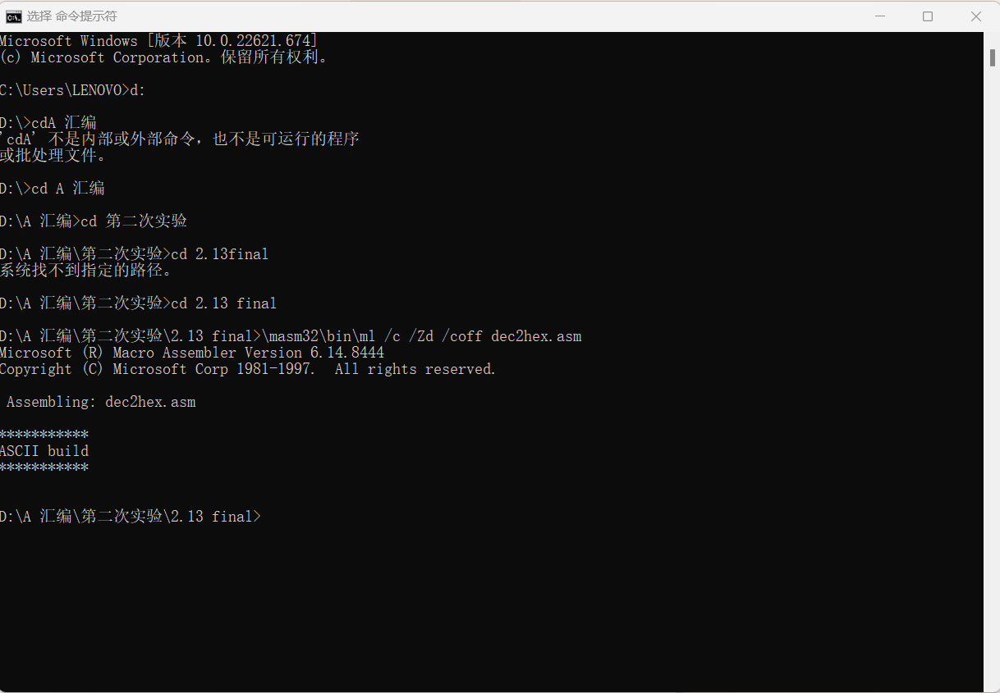 选择 命令提示符
Microsoft Windows [版本 10.0.22621.674]
(c) Microsoft Corporation。保留所有权利。
C:\Users\LENOVO>d:
D:\>cdA 汇编
'cdA' 不是内部或外部命令，也不是可运行的程序
或批处理文件。
D:\>cd A 汇编
D:\A 汇编>cd 第二次实验
D:\A 汇编\第二次实验>cd 2.13final
系统找不到指定的路径。
D:\A 汇编\第二次实验>cd 2.13 final
D:\A 汇编\第二次实验\2.13 final>\masm32\bin\ml /c /Zd /coff dec2hex.asm
Microsoft (R) Macro Assembler Version 6.14.8444
Copyright (C) Microsoft Corp 1981-1997.  All rights reserved.
 Assembling: dec2hex.asm
***********
ASCII build
***********
D:\A 汇编\第二次实验\2.13 final>